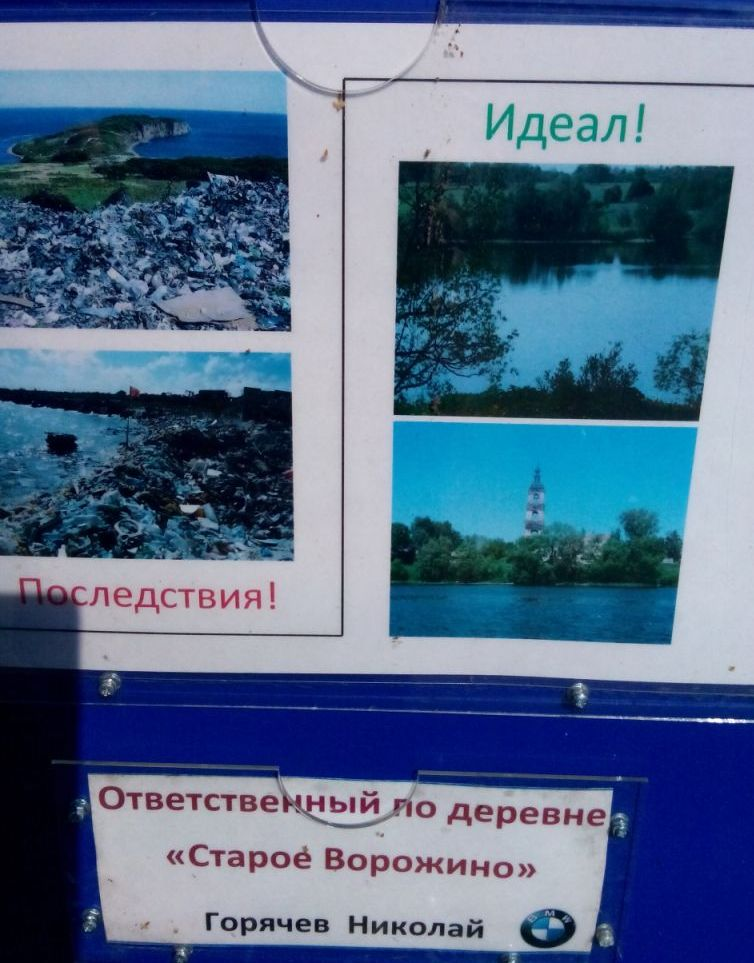 Идеал!
Последствия!
Ответственный по деревне
«Старое Ворожино»
Горячев Николай
BMW